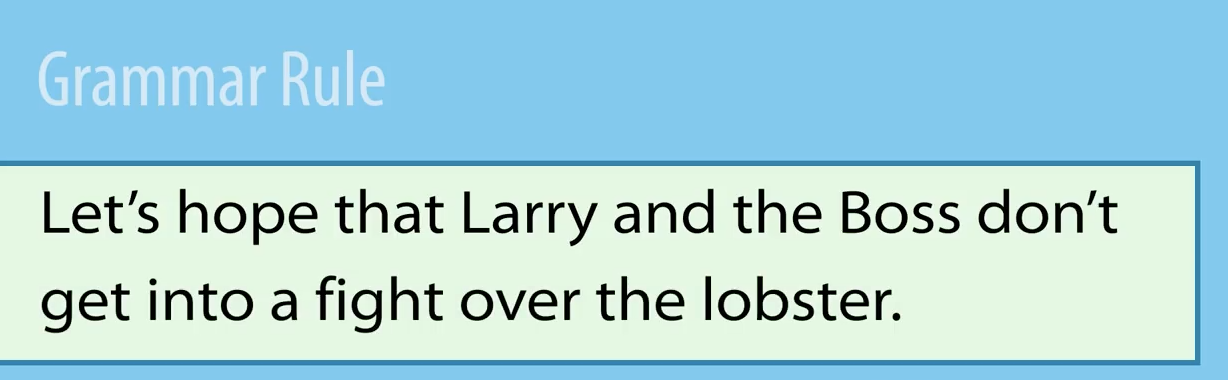 Grammar Rule
Let’s hope that Larry and the Boss don’t
get into a fight over the lobster.